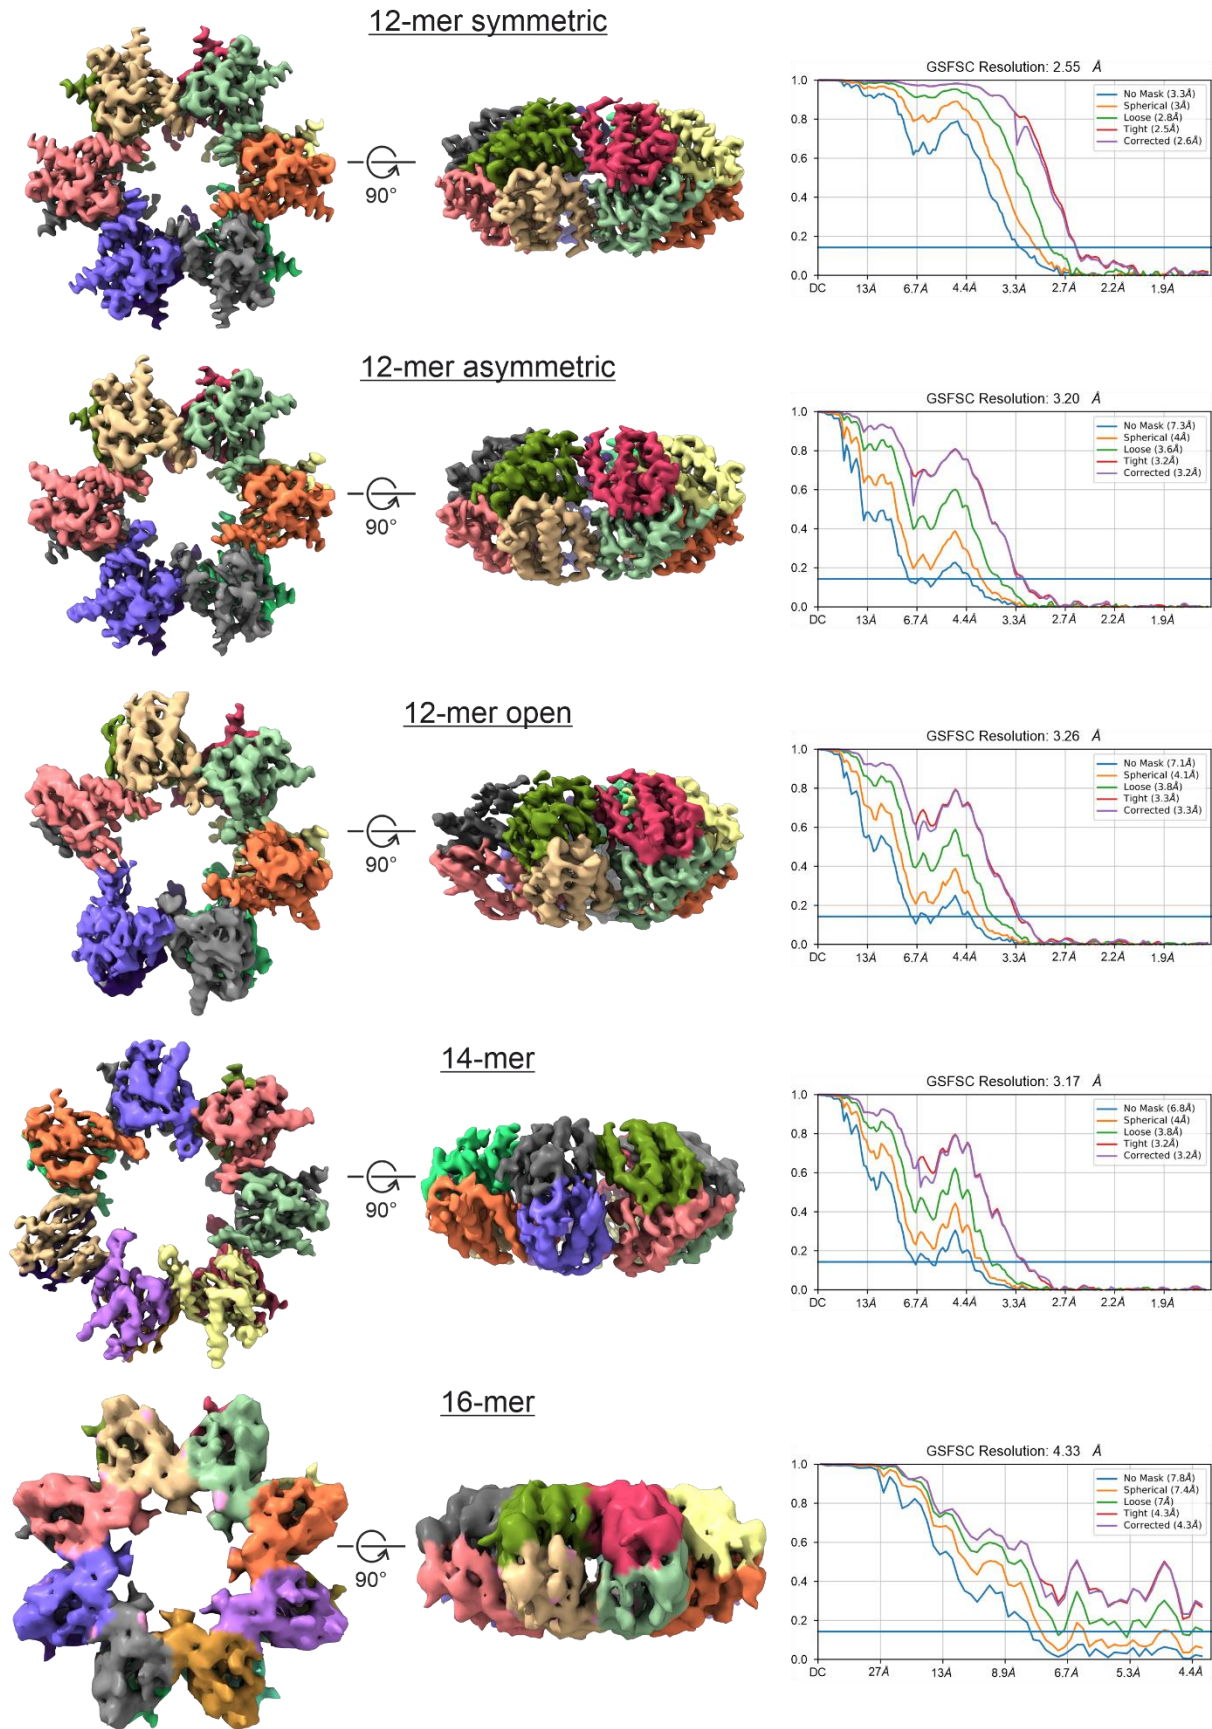 12-mer symmetric
90°
GSFSC Resolution: 2.55 Å
1.0
0.8
0.6
0.4
0.2
0.0
No Mask (3.3Å)
Spherical (3Å)
Loose (2.8Å)
Tight (2.5Å)
Corrected (2.6Å)
DC 13Å 6.7Å 4.4Å 3.3Å 2.7Å 2.2Å 1.9Å
12-mer asymmetric
90°
GSFSC Resolution: 3.20 Å
1.0
0.8
0.6
0.4
0.2
0.0
No Mask (7.3Å)
Spherical (4Å)
Loose (3.6Å)
Tight (3.2Å)
Corrected (3.2Å)
DC 13Å 6.7Å 4.4Å 3.3Å 2.7Å 2.2Å 1.9Å
12-mer open
90°
GSFSC Resolution: 3.26 Å
1.0
0.8
0.6
0.4
0.2
0.0
No Mask (7.1Å)
Spherical (4.1Å)
Loose (3.8Å)
Tight (3.3Å)
Corrected (3.3Å)
DC 13Å 6.7Å 4.4Å 3.3Å 2.7Å 2.2Å 1.9Å
14-mer
90°
GSFSC Resolution: 3.17 Å
1.0
0.8
0.6
0.4
0.2
0.0
No Mask (6.8Å)
Spherical (4Å)
Loose (3.8Å)
Tight (3.2Å)
Corrected (3.2Å)
DC 13Å 6.7Å 4.4Å 3.3Å 2.7Å 2.2Å 1.9Å
16-mer
90°
GSFSC Resolution: 4.33 Å
1.0
0.8
0.6
0.4
0.2
0.0
No Mask (7.8Å)
Spherical (7.4Å)
Loose (7Å)
Tight (4.3Å)
Corrected (4.3Å)
DC 27Å 13Å 8.9Å 6.7Å 5.3Å 4.4Å